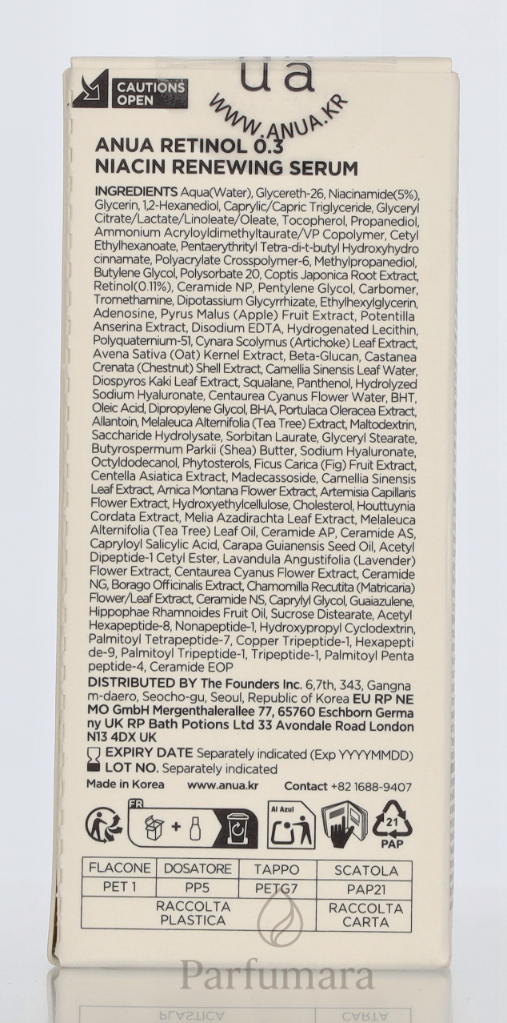 ua
WWW.ANUA.KR
CAUTIONS
OPEN
ANUA RETINOL 0.3
NIACIN RENEWING SERUM
INGREDIENTS Aqua(Water), Glycereth-26, Niacinamide(5%),
Glycerin, 1,2-Hexanediol, Caprylic/Capric Triglyceride, Glyceryl
Citrate/Lactate/Linoleate/Oleate, Tocopherol, Propanediol,
Ammonium Acryloyldimethyltaurate/VP Copolymer, Cetyl
Ethylhexanoate, Pentaerythrityl Tetra-di-t-butyl Hydroxyhydro
cinnamate, Polyacrylate Crosspolymer-6, Methylpropanediol,
Butylene Glycol, Polysorbate 20, Coptis Japonica Root Extract,
Retinol(0.11%), Ceramide NP, Pentylene Glycol, Carbomer,
Tromethamine, Dipotassium Glycyrrhizate, Ethylhexylglycerin,
Adenosine, Pyrus Malus (Apple) Fruit Extract, Potentilla
Anserina Extract, Disodium EDTA, Hydrogenated Lecithin,
Polyquaternium-51, Cynara Scolymus (Artichoke) Leaf Extract,
Avena Sativa (Oat) Kernel Extract, Beta-Glucan, Castanea
Crenata (Chestnut) Shell Extract, Camellia Sinensis Leaf Water,
Diospyros Kaki Leaf Extract, Squalane, Panthenol, Hydrolyzed
Sodium Hyaluronate, Centaurea Cyanus Flower Water, BHT,
Oleic Acid, Dipropylene Glycol, BHA, Portulaca Oleracea Extract,
Allantoin, Melaleuca Alternifolia (Tea Tree) Extract, Maltodextrin,
Saccharide Hydrolysate, Sorbitan Laurate, Glyceryl Stearate,
Butyrospermum Parkii (Shea) Butter, Sodium Hyaluronate,
Octyldodecanol, Phytosterols, Ficus Carica (Fig) Fruit Extract,
Centella Asiatica Extract, Madecassoside, Camellia Sinensis
Leaf Extract, Arnica Montana Flower Extract, Artemisia Capillaris
Flower Extract, Hydroxyethylcellulose, Cholesterol, Houttuynia
Cordata Extract, Melia Azadirachta Leaf Extract, Melaleuca
Alternifolia (Tea Tree) Leaf Oil, Ceramide AP, Ceramide AS,
Capryloyl Salicylic Acid, Carapa Guianensis Seed Oil, Acetyl
Dipeptide-1 Cetyl Ester, Lavandula Angustifolia (Lavender)
Flower Extract, Centaurea Cyanus Flower Extract, Ceramide
NG, Borago Officinalis Extract, Chamomilla Recutita (Matricaria)
Flower/Leaf Extract, Ceramide NS, Caprylyl Glycol, Guaiazulene,
Hippophae Rhamnoides Fruit Oil, Sucrose Distearate, Acetyl
Hexapeptide-8, Nonapeptide-1, Hydroxypropyl Cyclodextrin,
Palmitoyl Tetrapeptide-7, Copper Tripeptide-1, Hexapepti
de-9, Palmitoyl Tripeptide-1, Tripeptide-1, Palmitoyl Penta
peptide-4, Ceramide EOP
DISTRIBUTED BY The Founders Inc. 6,7th, 343, Gangna
m-daero, Seocho-gu, Seoul, Republic of Korea EU RP NE
MO GmbH Mergenthalerallee 77, 65760 Eschborn Germa
ny UK RP Bath Potions Ltd 33 Avondale Road London
N13 4DX UK
EXPIRY DATE Separately indicated (Exp YYYYMMDD)
LOT NO. Separately indicated
Made in Korea www.anua.kr Contact +82 1688-9407
FR
+
Al Azul
21
PAP
FLACONE DOSATORE TAPPO SCATOLA
PET 1 PP5 PETG7 PAP21
RACCOLTA PLASTICA RACCOLTA CARTA
Parfumara